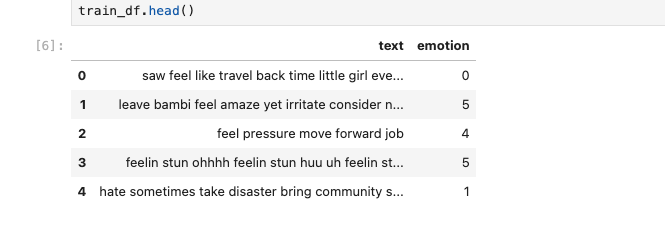 train_df.head()
[6]:
text emotion
0 saw feel like travel back time little girl eve... 0
1 leave bambi feel amaze yet irritate consider n... 5
2 feel pressure move forward job 4
3 feelin stun ohhhh feelin stun huu uh feelin st... 5
4 hate sometimes take disaster bring community s... 1